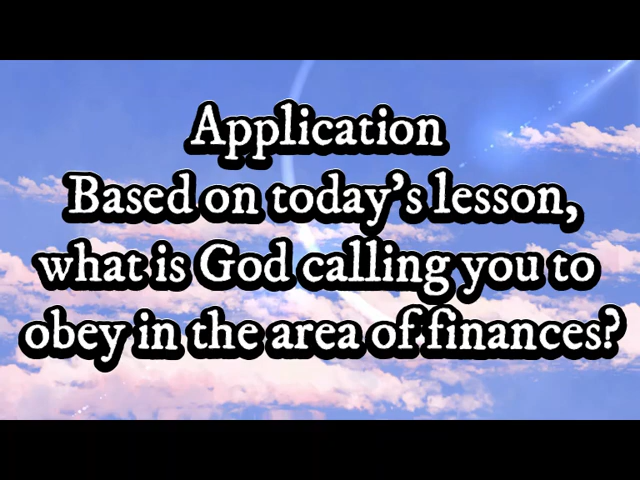 Application
Based on today's lesson,
what is God calling you to
obey in the area of finances?